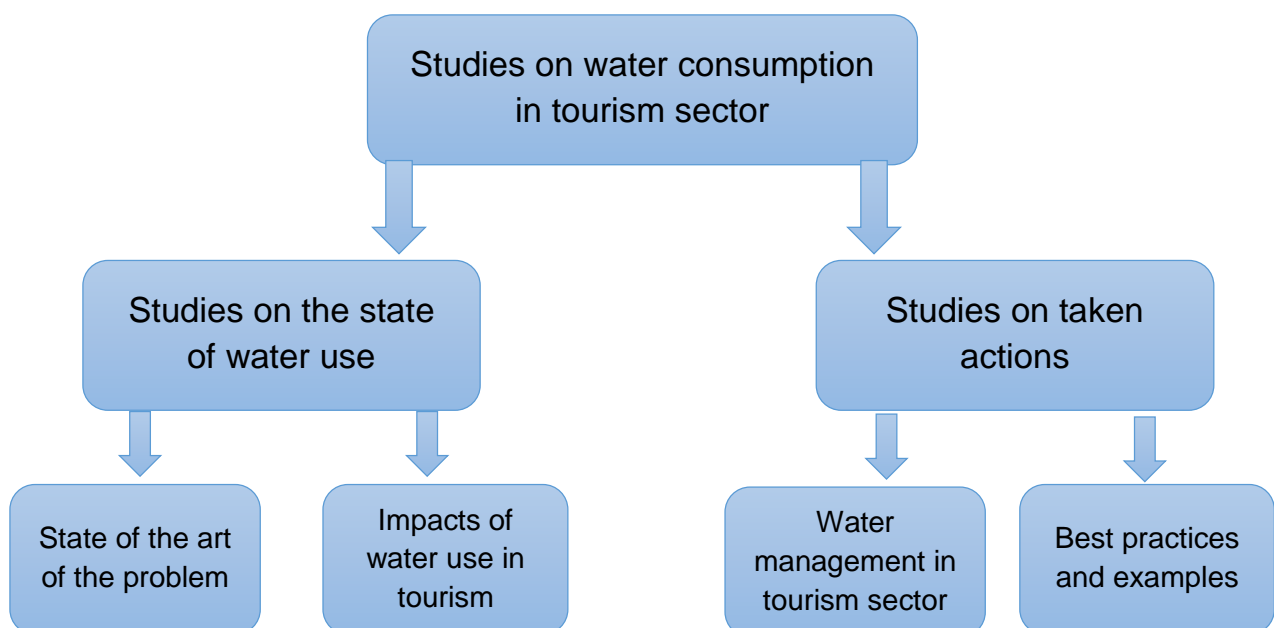 Studies on water consumption
in tourism sector
Studies on the state
of water use
Studies on taken
actions
State of the art
of the problem
Impacts of
water use in
tourism
Water
management in
tourism sector
Best practices
and examples